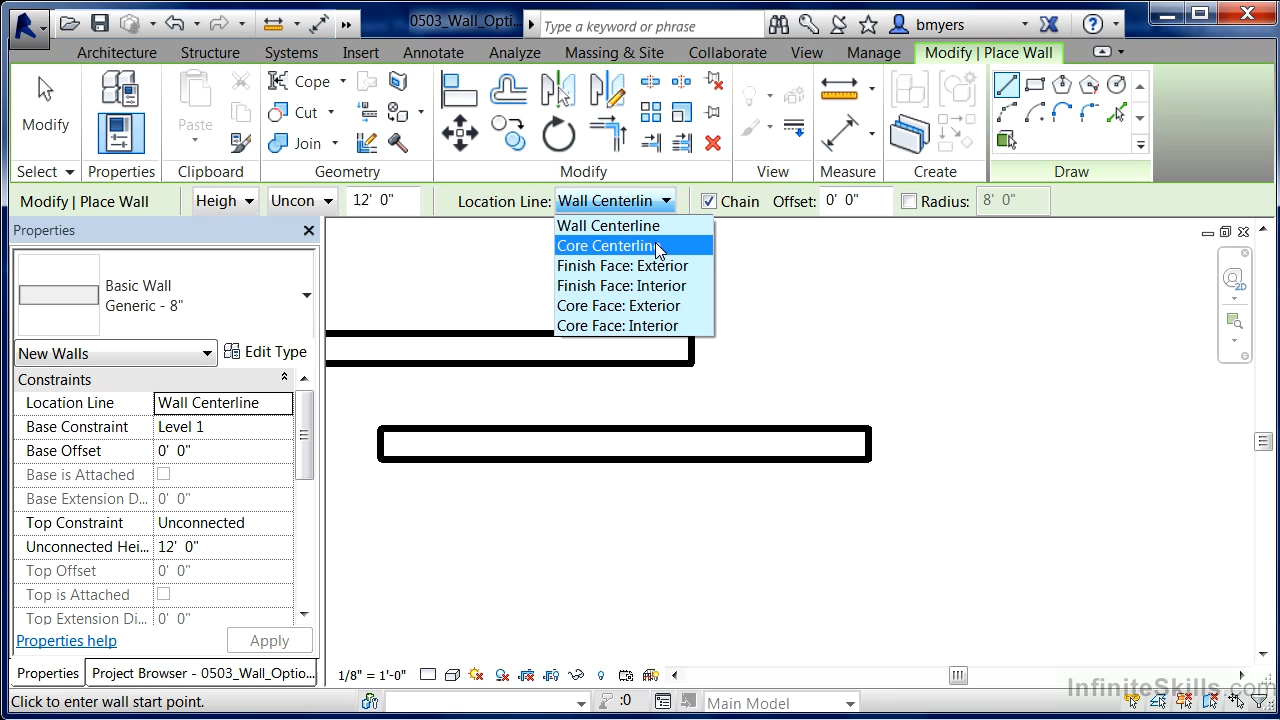 0503_Wall_Opti...
Type a keyword or phrase
bmyers
Architecture
Structure
Systems
Insert
Annotate
Analyze
Massing & Site
Collaborate
View
Manage
Modify | Place Wall
Modify
Paste
Cope
Cut
Join
Select
Properties
Clipboard
Geometry
Modify
View
Measure
Create
Draw
Modify | Place Wall
Heigh
Uncon
12' 0"
Location Line:
Wall Centerlin
Chain
Offset:
0' 0"
Radius:
8' 0"
Wall Centerline
Core Centerline
Finish Face: Exterior
Finish Face: Interior
Core Face: Exterior
Core Face: Interior
Properties
Basic Wall
Generic - 8"
New Walls
Edit Type
Constraints
Location Line Wall Centerline
Base Constraint Level 1
Base Offset 0' 0"
Base is Attached
Base Extension D... 0' 0"
Top Constraint Unconnected
Unconnected Hei... 12' 0"
Top Offset 0' 0"
Top is Attached
Top Extension Di... 0' 0"
Properties help
Apply
Properties
Project Browser - 0503_Wall_Optio...
1/8" = 1'-0"
2D
Click to enter wall start point.
:0
Main Model
InfiniteSkills.com